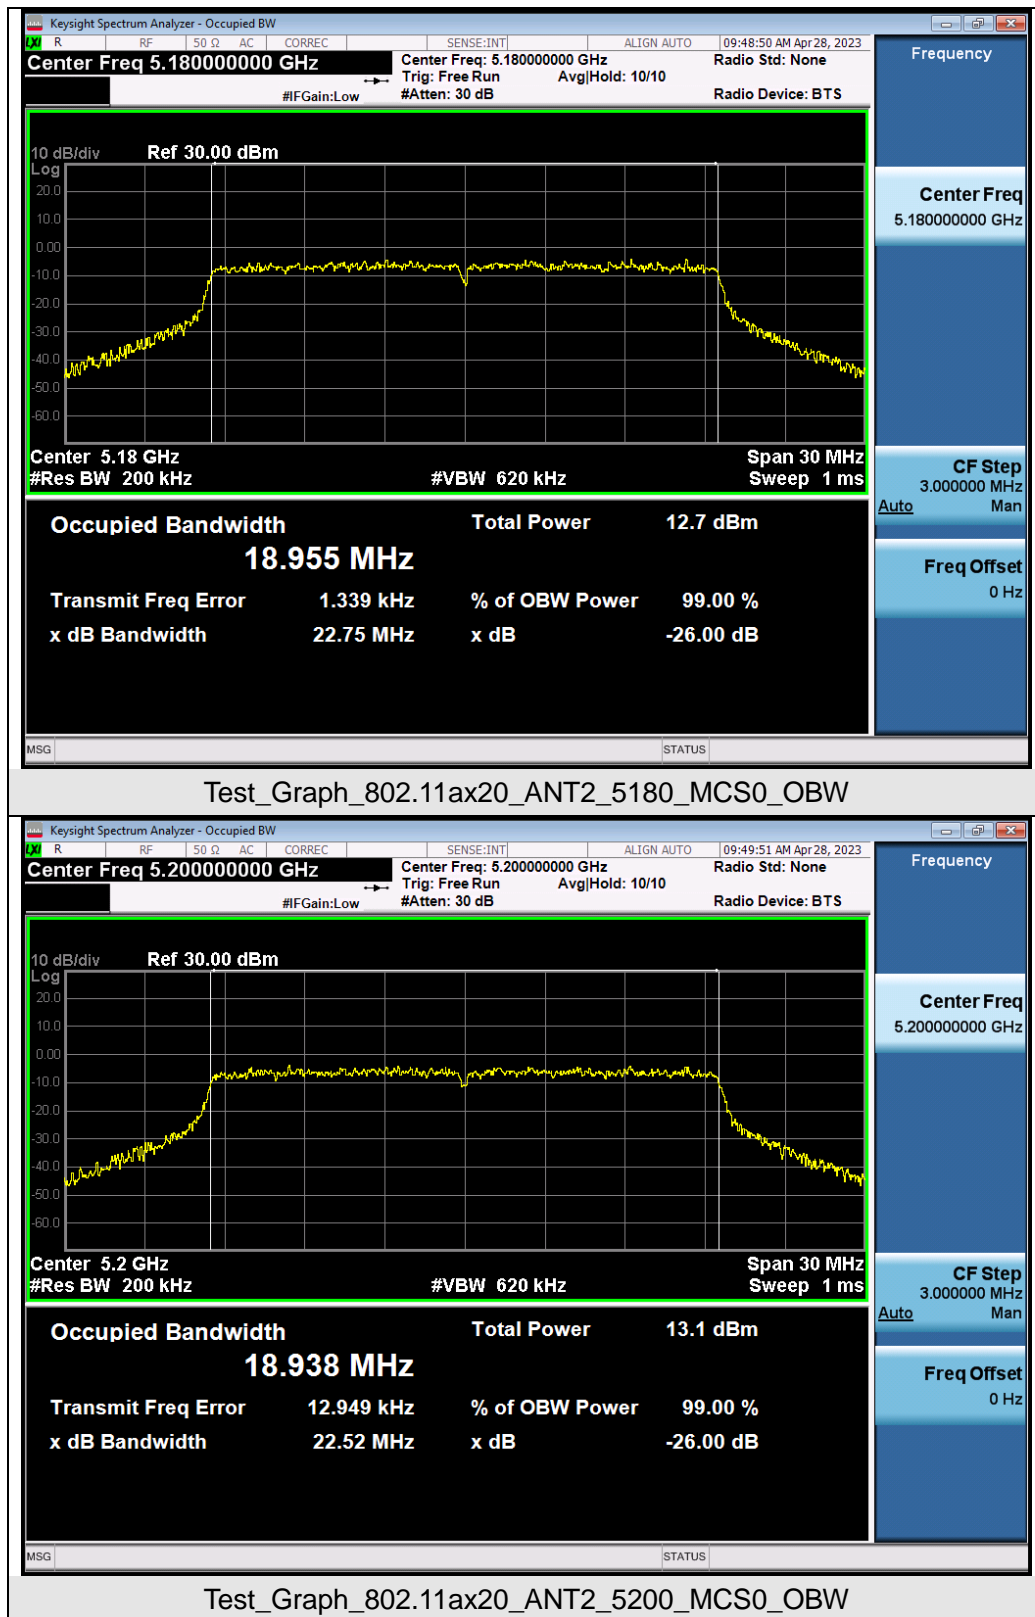 Keysight Spectrum Analyzer - Occupied BW
LXI R RF 50 Ω AC CORREC SENSE:INT ALIGN AUTO 09:48:50 AM Apr 28, 2023
Center Freq 5.180000000 GHz
Center Freq: 5.180000000 GHz
Radio Std: None
Trig: Free Run Avg|Hold: 10/10
#IFGain:Low
#Atten: 30 dB
Radio Device: BTS
Frequency
10 dB/div Ref 30.00 dBm
Log
20.0
10.0
0.00
-10.0
-20.0
-30.0
-40.0
-50.0
-60.0
Center 5.18 GHz Span 30 MHz
#Res BW 200 kHz #VBW 620 kHz Sweep 1 ms
Center Freq
5.180000000 GHz
CF Step
3.000000 MHz
Auto Man
Freq Offset
0 Hz
Occupied Bandwidth Total Power 12.7 dBm
18.955 MHz
Transmit Freq Error 1.339 kHz % of OBW Power 99.00 %
x dB Bandwidth 22.75 MHz x dB -26.00 dB
MSG STATUS
Test_Graph_802.11ax20_ANT2_5180_MCS0_OBW
Keysight Spectrum Analyzer - Occupied BW
LXI R RF 50 Ω AC CORREC SENSE:INT ALIGN AUTO 09:49:51 AM Apr 28, 2023
Center Freq 5.200000000 GHz
Center Freq: 5.200000000 GHz
Radio Std: None
Trig: Free Run Avg|Hold: 10/10
#IFGain:Low
#Atten: 30 dB
Radio Device: BTS
Frequency
10 dB/div Ref 30.00 dBm
Log
20.0
10.0
0.00
-10.0
-20.0
-30.0
-40.0
-50.0
-60.0
Center 5.2 GHz Span 30 MHz
#Res BW 200 kHz #VBW 620 kHz Sweep 1 ms
Center Freq
5.200000000 GHz
CF Step
3.000000 MHz
Auto Man
Freq Offset
0 Hz
Occupied Bandwidth Total Power 13.1 dBm
18.938 MHz
Transmit Freq Error 12.949 kHz % of OBW Power 99.00 %
x dB Bandwidth 22.52 MHz x dB -26.00 dB
MSG STATUS
Test_Graph_802.11ax20_ANT2_5200_MCS0_OBW